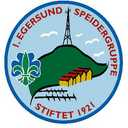 1. EGERSUND SPEIDERGRUPPE
STIFTET 1921